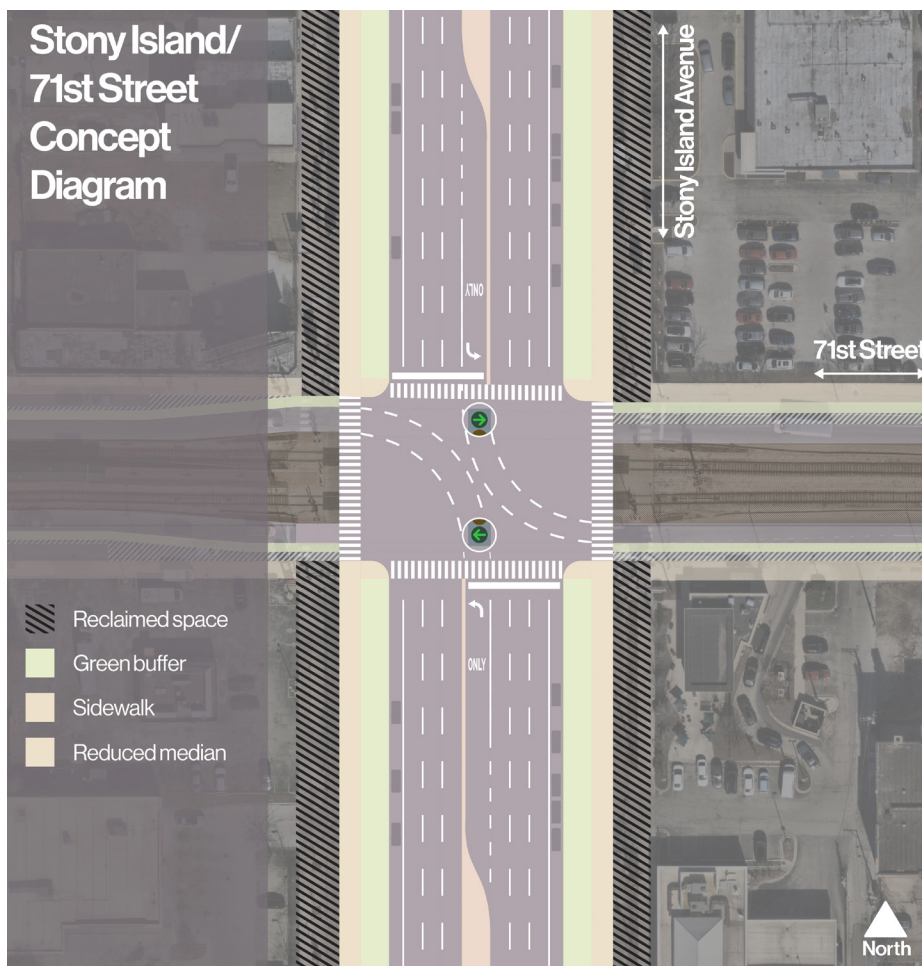 Stony Island/
71st Street
Concept
Diagram
Stony Island Avenue
71st Street
ONLY
ONLY
Reclaimed space
Green buffer
Sidewalk
Reduced median
North